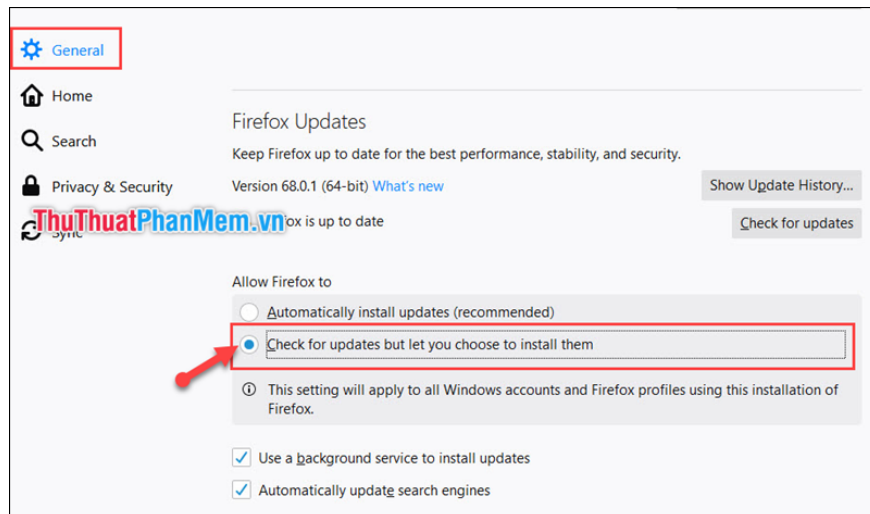 General
Home
Search
Privacy & Security
Sync
ThuThuatPhanMem.vn
Firefox Updates
Keep Firefox up to date for the best performance, stability, and security.
Version 68.0.1 (64-bit) What's new
Show Update History...
fox is up to date
Check for updates
Allow Firefox to
Automatically install updates (recommended)
Check for updates but let you choose to install them
This setting will apply to all Windows accounts and Firefox profiles using this installation of
Firefox.
Use a background service to install updates
Automatically update search engines